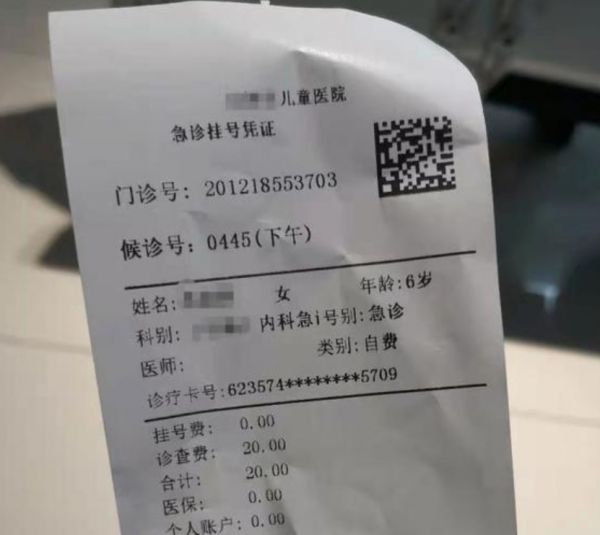 儿童医院
急诊挂号凭证
门诊号: 201218553703
候诊号: 0445(下午)
姓名: 女 年龄:6岁
科别: 内科急i号别:急诊
医师: 类别:自费
诊疗卡号:623574********5709
挂号费: 0.00
诊查费: 20.00
合计: 20.00
医保: 0.00
个人账户: 0.00